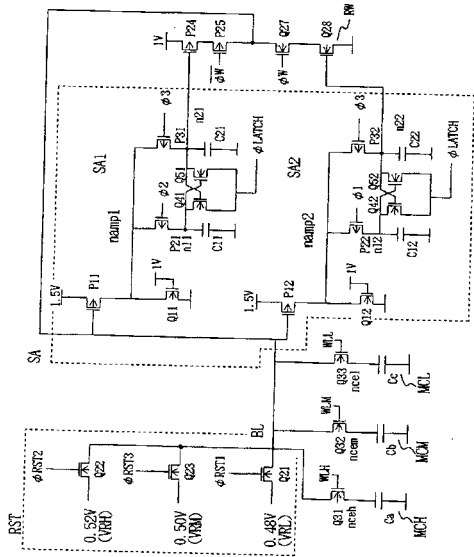 RST
φRST2
Q22
0.52V
(VRH)
φRST3
Q23
0.50V
(VRM)
φRST1
Q21
0.48V
(VRL)
BL
WLH
Q31
nceh
Ca
MCH
WLM
Q32
ncem
Cb
MCM
WLL
Q33
ncel
Cc
MCL
SA
1.5V
P11
namp1
SA1
1V
Q11
φ2
P21
n11
C11
Q41
Q51
φ3
P31
n21
C21
φLATCH
1.5V
P12
namp2
SA2
1V
Q12
φ1
P22
n12
C12
Q42
Q52
φ3
P32
n22
C22
φLATCH
1V
P24
φW
P25
φW
Q27
Q28
RW